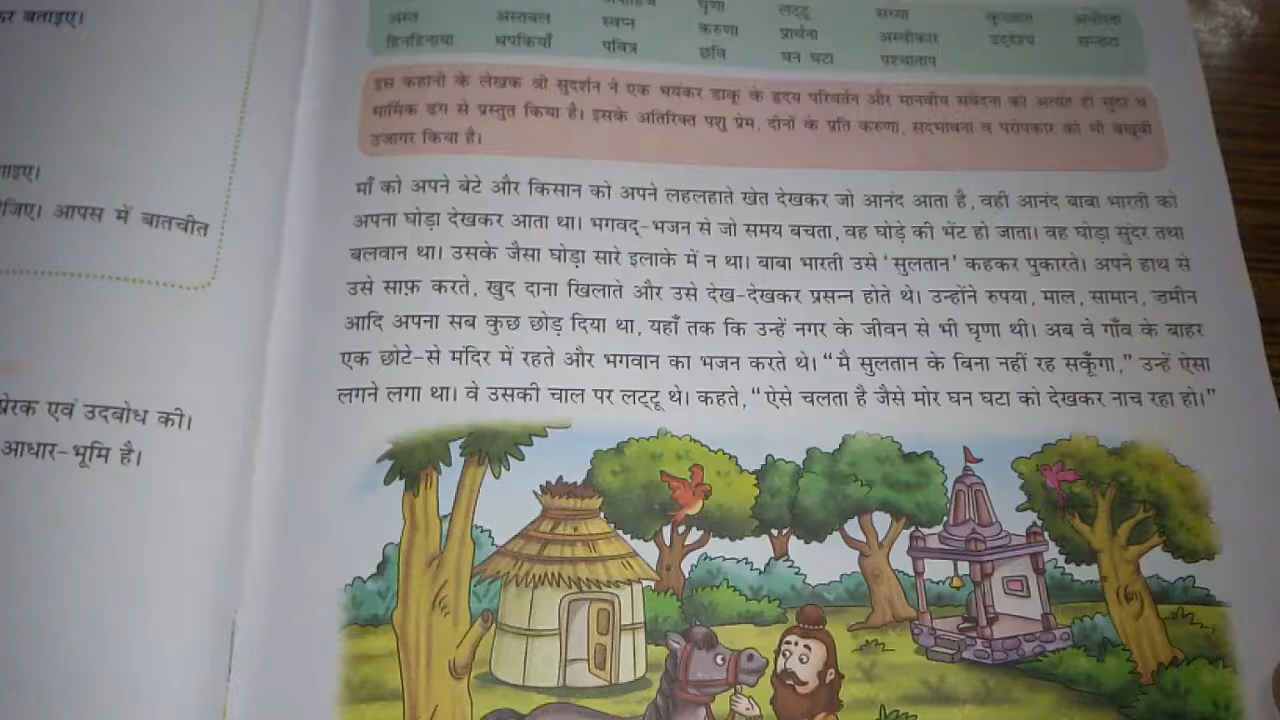 कर बताइए।
अस्त अस्तबल स्वप्न घृणा लट्टू संध्या अधीरता
हिनहिनाया थपकियाँ पवित्र करुणा प्रार्थना अस्वीकार उद्देश्य सन्नाटा
छवि घन घटा पश्चाताप
इस कहानी के लेखक श्री सुदर्शन ने एक भयंकर डाकू के हृदय परिवर्तन और मानवीय संवेदना को अत्यंत ही सुंदर व
मार्मिक ढंग से प्रस्तुत किया है। इसके अतिरिक्त पशु प्रेम, दीनों के प्रति करुणा, सदभावना व परोपकार को भी बखूबी
उजागर किया है।
माँ को अपने बेटे और किसान को अपने लहलहाते खेत देखकर जो आनंद आता है, वही आनंद बाबा भारती को
अपना घोड़ा देखकर आता था। भगवद्-भजन से जो समय बचता, वह घोड़े की भेंट हो जाता। वह घोड़ा सुंदर तथा
बलवान था। उसके जैसा घोड़ा सारे इलाके में न था। बाबा भारती उसे ‘सुलतान’ कहकर पुकारते। अपने हाथ से
उसे साफ़ करते, खुद दाना खिलाते और उसे देख-देखकर प्रसन्न होते थे। उन्होंने रुपया, माल, सामान, ज़मीन
आदि अपना सब कुछ छोड़ दिया था, यहाँ तक कि उन्हें नगर के जीवन से भी घृणा थी। अब वे गाँव के बाहर
एक छोटे-से मंदिर में रहते और भगवान का भजन करते थे। “मै सुलतान के बिना नहीं रह सकूँगा,” उन्हें ऐसा
लगने लगा था। वे उसकी चाल पर लट्टू थे। कहते, “ऐसे चलता है जैसे मोर घन घटा को देखकर नाच रहा हो।”
आपस में बातचीत
प्रेरक एवं उदबोध की।
आधार-भूमि है।